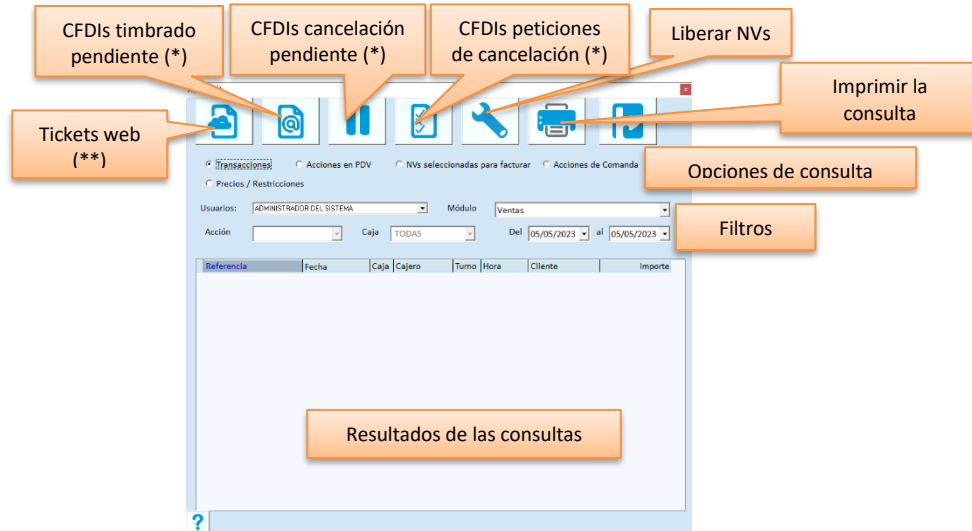 CFDIs timbrado
pendiente (*)
CFDIs cancelación
pendiente (*)
CFDIs peticiones
de cancelación (*)
Liberar NVs
Imprimir la
consulta
Tickets web
(**)
Transacciones
Acciones en PDV
NVs seleccionadas para facturar
Acciones de Comanda
Opciones de consulta
Precios / Restricciones
Usuarios:
ADMINISTRADOR DEL SISTEMA
Módulo
Ventas
Acción
Caja
TODAS
Del
05/05/2023
al
05/05/2023
Filtros
Referencia
Fecha
Caja
Cajero
Turno
Hora
Cliente
Importe
Resultados de las consultas
?